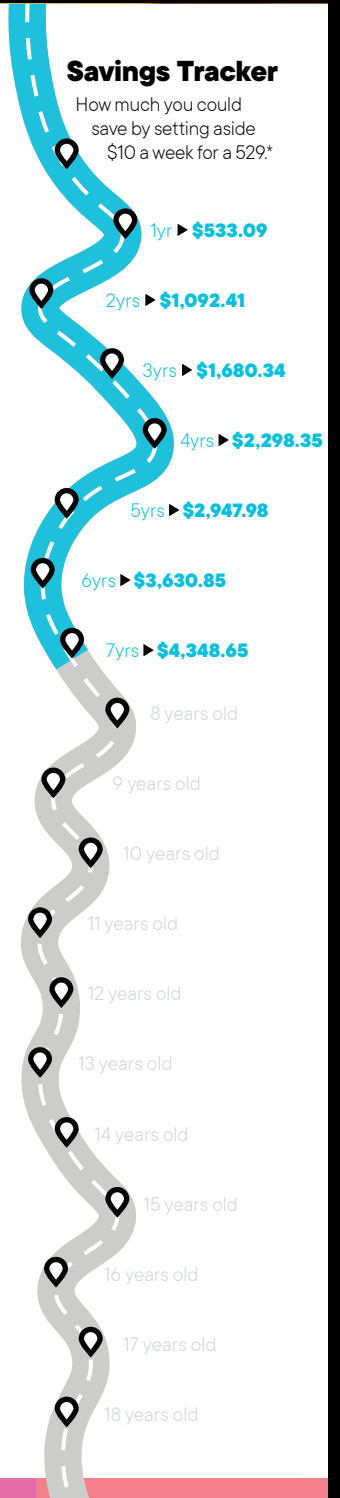 Savings Tracker
How much you could
save by setting aside
$10 a week for a 529.*
1yr ▶ $533.09
2yrs ▶ $1,092.41
3yrs ▶ $1,680.34
4yrs ▶ $2,298.35
5yrs ▶ $2,947.98
6yrs ▶ $3,630.85
7yrs ▶ $4,348.65
8 years old
9 years old
10 years old
11 years old
12 years old
13 years old
14 years old
15 years old
16 years old
17 years old
18 years old